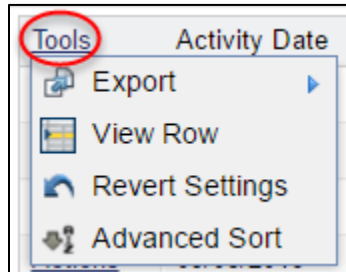 Tools Activity Date
Export
View Row
Revert Settings
Advanced Sort